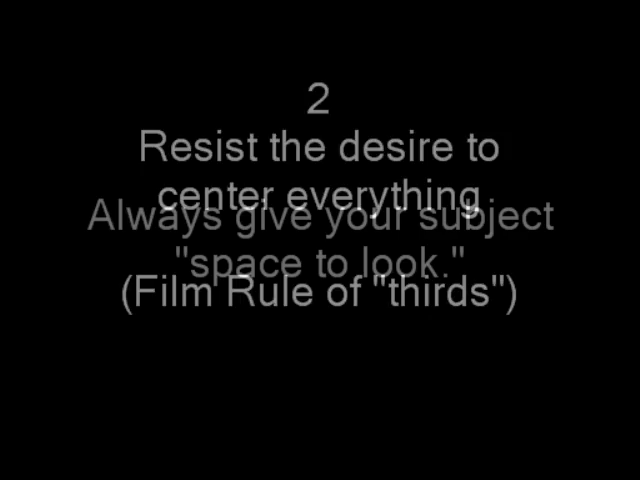 2
Resist the desire to
center everything
Always give your subject
"space to look."
(Film Rule of "thirds")